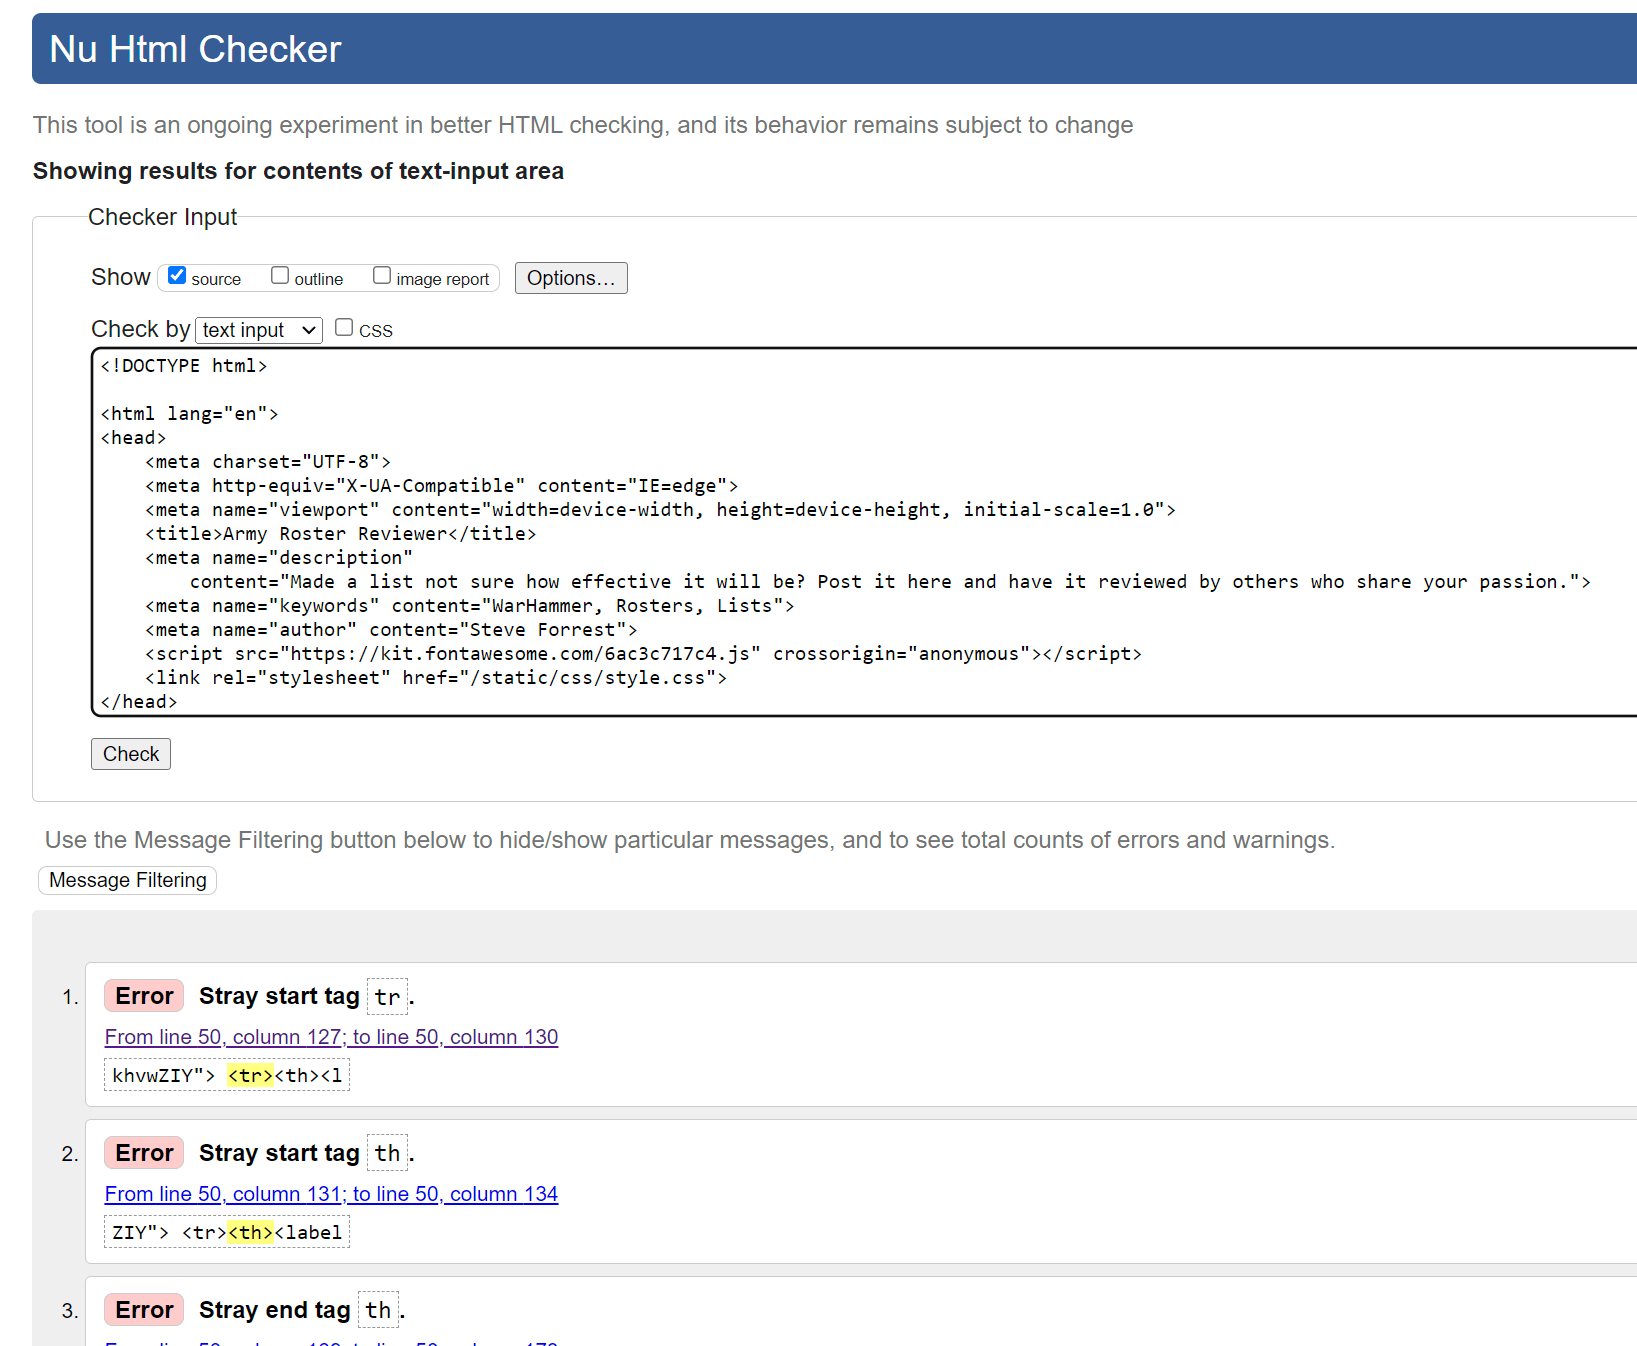 Nu Html Checker
This tool is an ongoing experiment in better HTML checking, and its behavior remains subject to change
Showing results for contents of text-input area
Checker Input
Show source outline image report Options...
Check by text input CSS
<!DOCTYPE html>
<html lang="en">
<head>
<meta charset="UTF-8">
<meta http-equiv="X-UA-Compatible" content="IE=edge">
<meta name="viewport" content="width=device-width, height=device-height, initial-scale=1.0">
<title>Army Roster Reviewer</title>
<meta name="description"
content="Made a list not sure how effective it will be? Post it here and have it reviewed by others who share your passion.">
<meta name="keywords" content="WarHammer, Rosters, Lists">
<meta name="author" content="Steve Forrest">
<script src="https://kit.fontawesome.com/6ac3c717c4.js" crossorigin="anonymous"></script>
<link rel="stylesheet" href="/static/css/style.css">
</head>
Check
Use the Message Filtering button below to hide/show particular messages, and to see total counts of errors and warnings.
Message Filtering
1. Error Stray start tag tr.
From line 50, column 127; to line 50, column 130
khvwZIY"> <tr><th><l
2. Error Stray start tag th.
From line 50, column 131; to line 50, column 134
ZIY"> <tr><th><label
3. Error Stray end tag th.